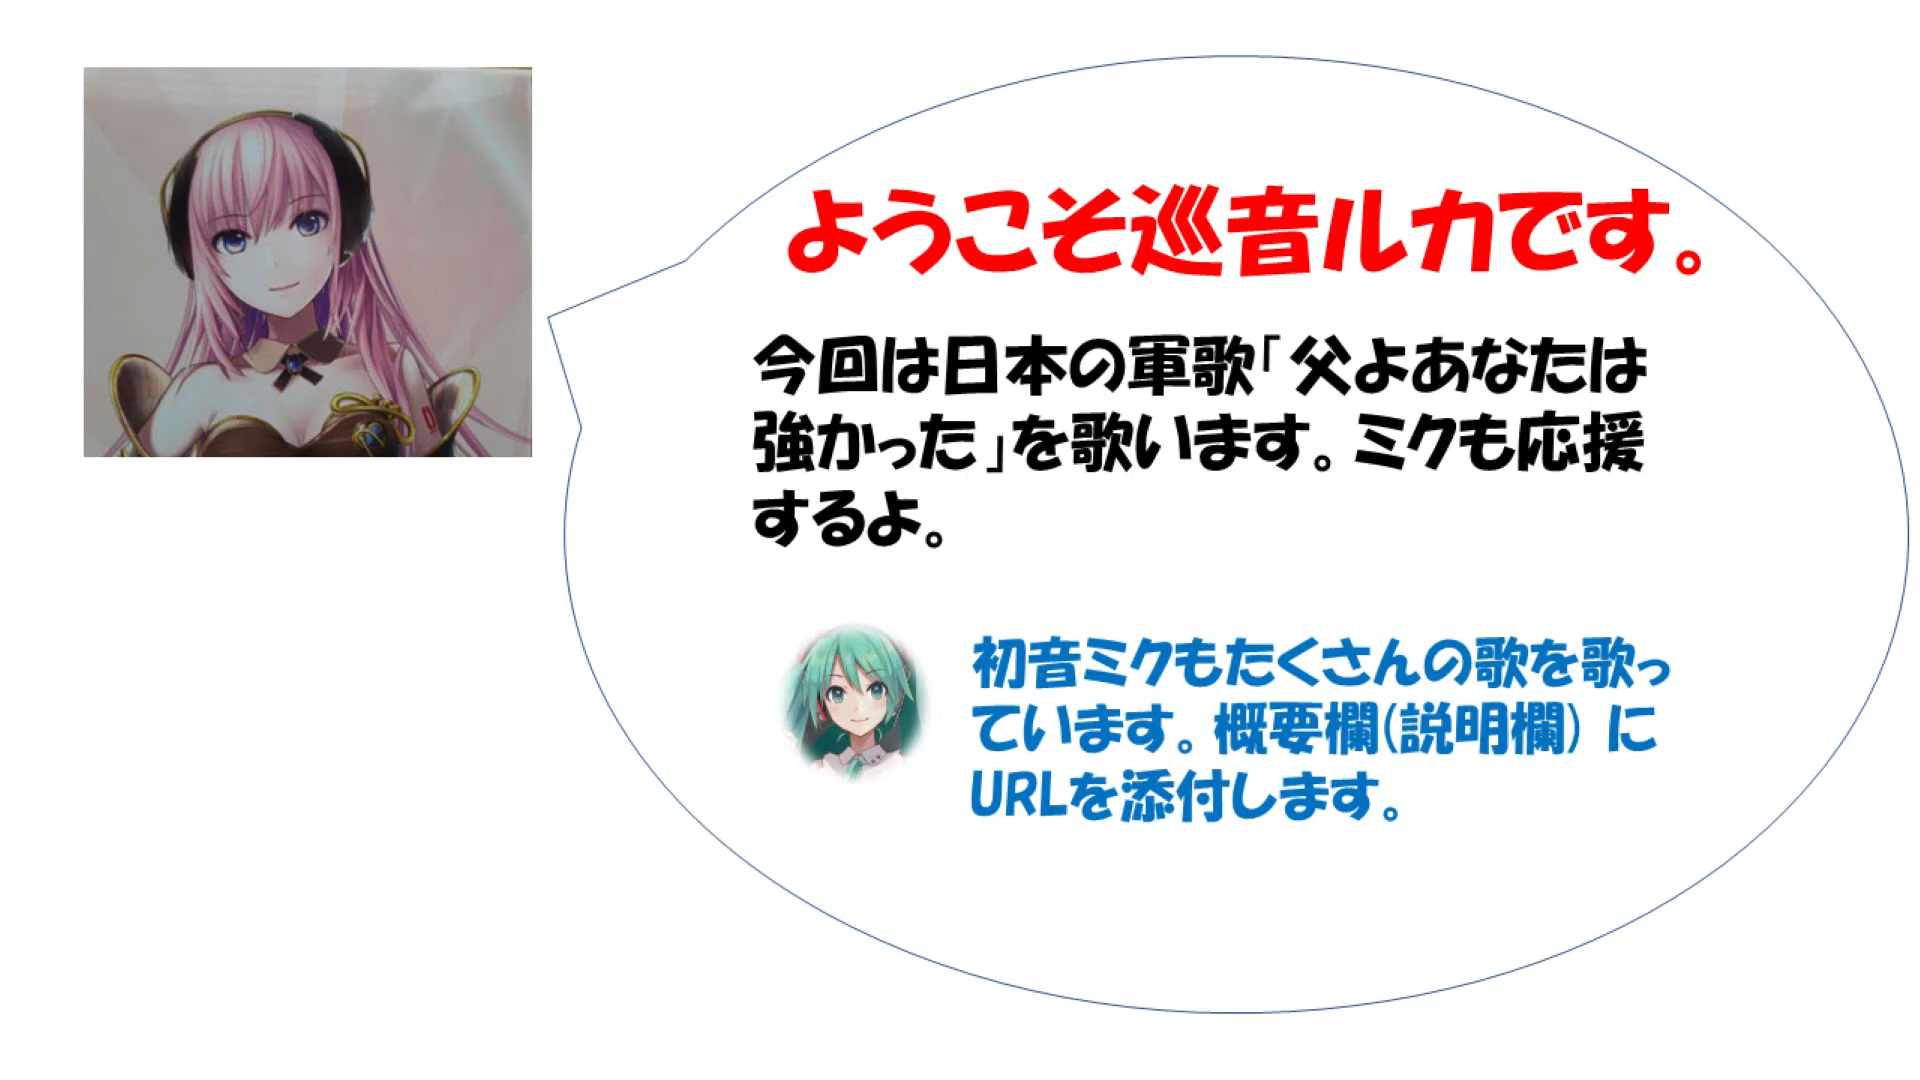 ようこそ巡音ルカです。
今回は日本の軍歌「父よあなたは
強かった」を歌います。ミクも応援
するよ。
初音ミクもたくさんの歌を歌っ
ています。概要欄(説明欄) に
URLを添付します。